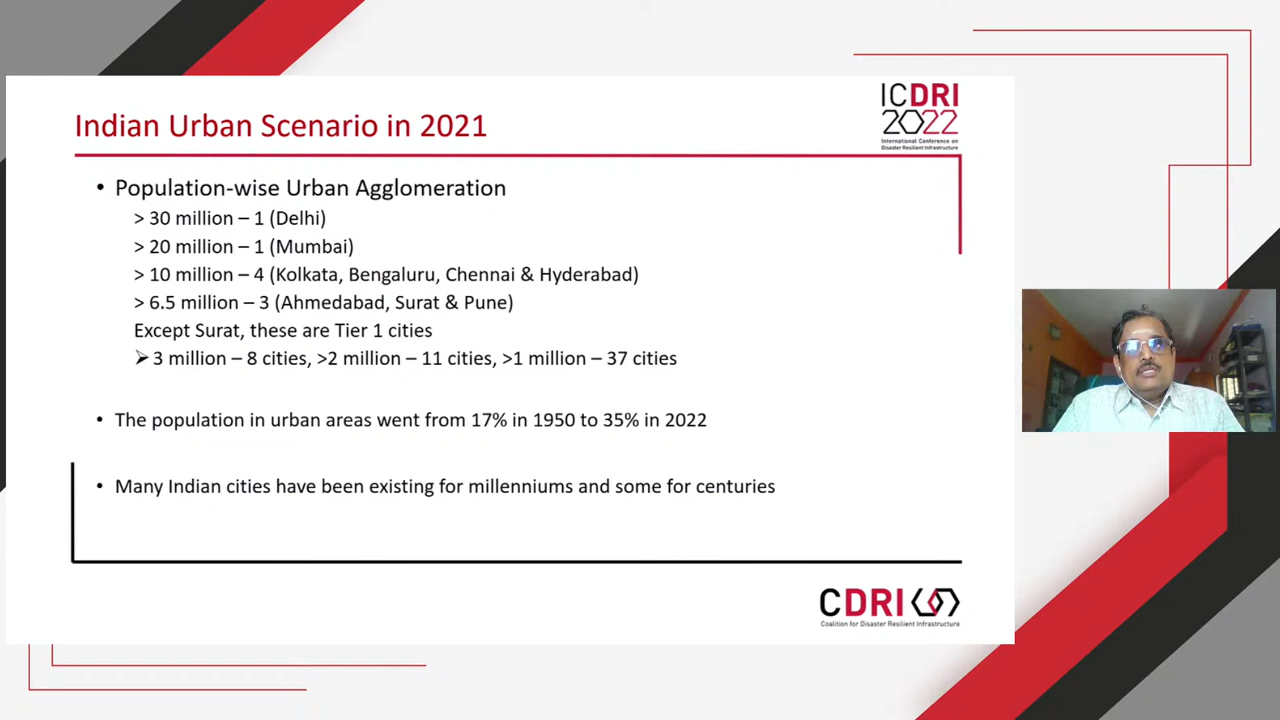 ICDRI
2022
International Conference on
Disaster Resilient Infrastructure
Indian Urban Scenario in 2021
• Population-wise Urban Agglomeration
> 30 million – 1 (Delhi)
> 20 million – 1 (Mumbai)
> 10 million – 4 (Kolkata, Bengaluru, Chennai & Hyderabad)
> 6.5 million – 3 (Ahmedabad, Surat & Pune)
Except Surat, these are Tier 1 cities
➢ 3 million – 8 cities, >2 million – 11 cities, >1 million – 37 cities
• The population in urban areas went from 17% in 1950 to 35% in 2022
• Many Indian cities have been existing for millenniums and some for centuries
CDRI
Coalition for Disaster Resilient Infrastructure